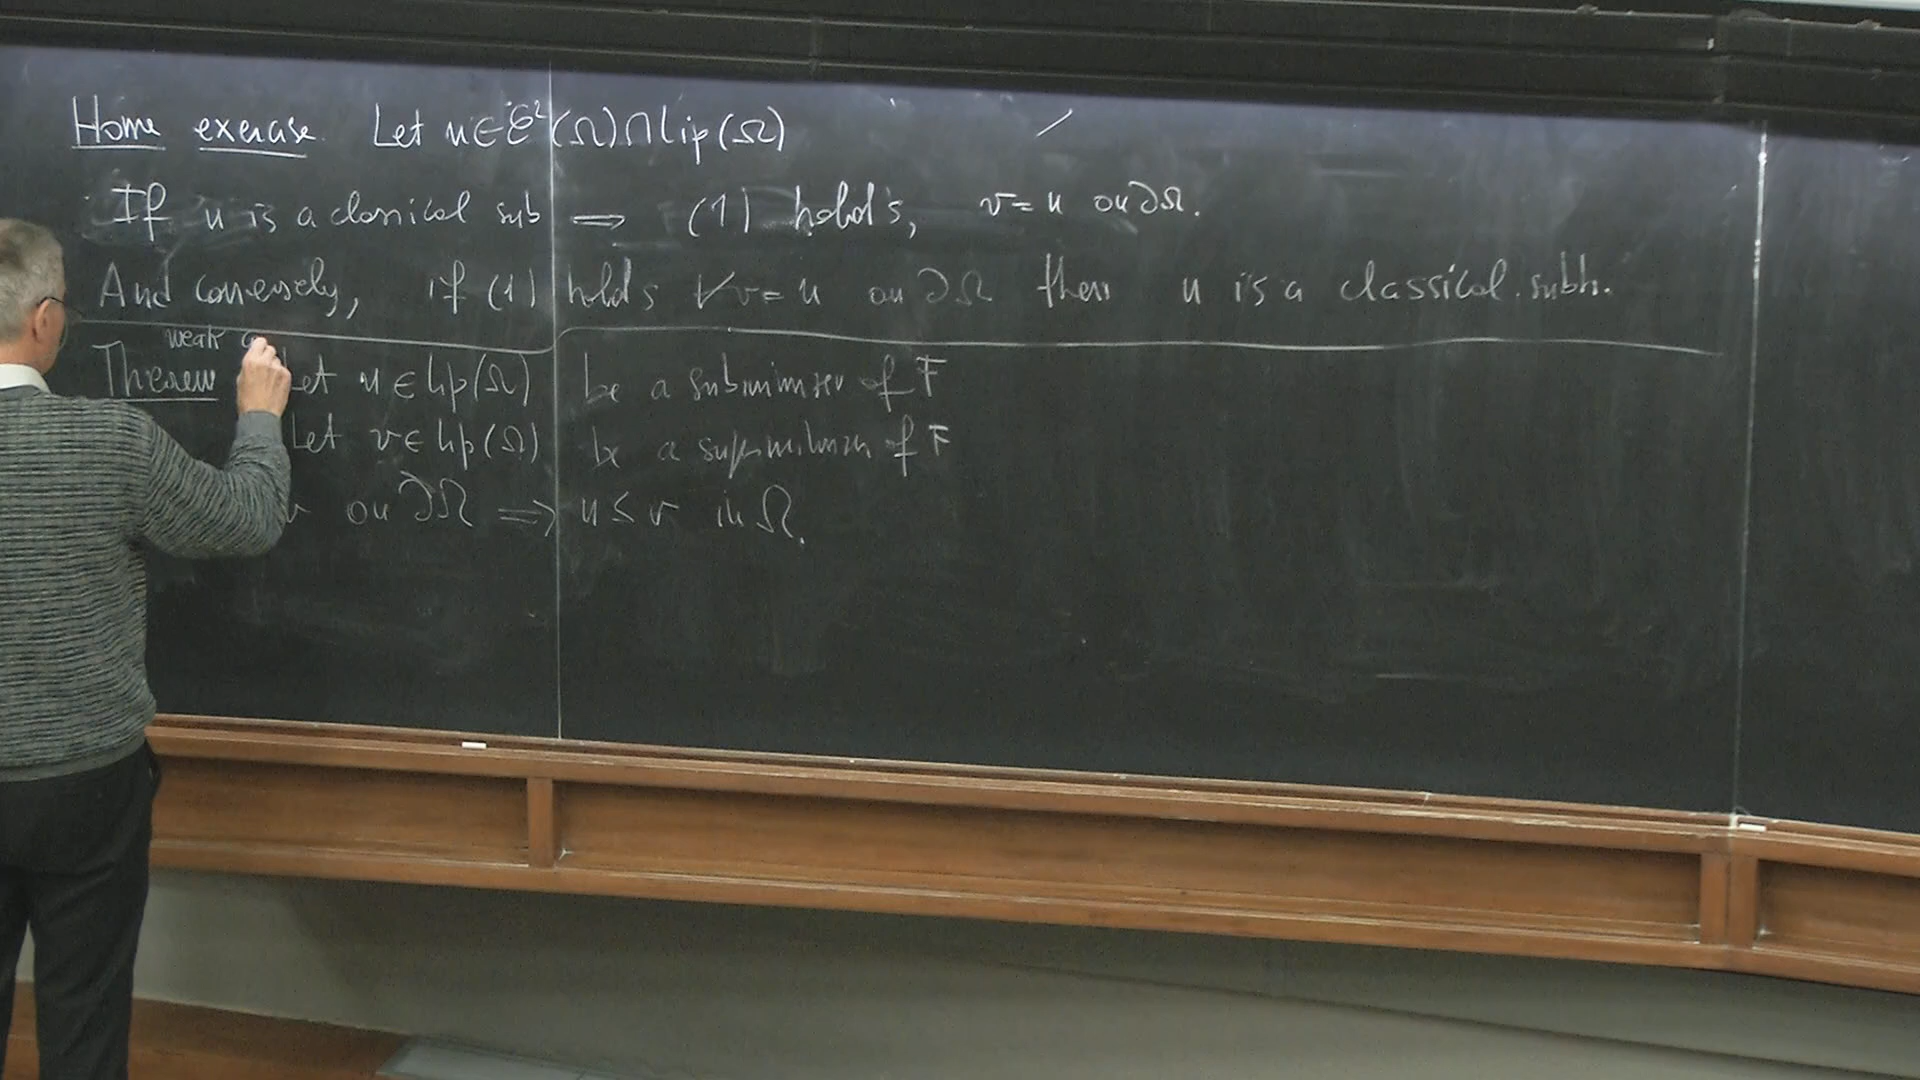 Home exercise. Let u ∈ C²(Ω) ∩ Lip(Ω)
If u is a classical sub ⟹ (1) holds, v = u on ∂Ω.
And conversely, if (1) holds ∀ v = u on ∂Ω then u is a classical subh.
weak
Theorem Let u ∈ Lip(Ω) be a subminimizer of F
Let v ∈ Lip(Ω) be a superminimizer of F
v on ∂Ω ⟹ u ≤ v in Ω.